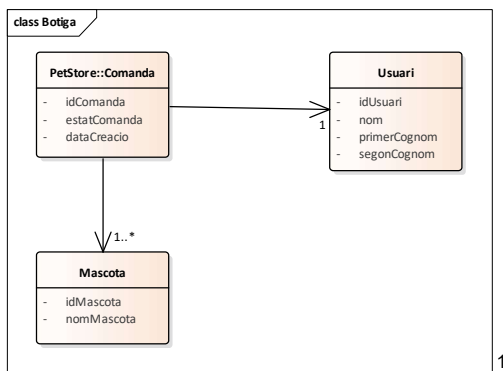 class Botiga
PetStore::Comanda
- idComanda
- estatComanda
- dataCreacio
Usuari
- idUsuari
- nom
- primerCognom
- segonCognom
1
1..*
Mascota
- idMascota
- nomMascota
1